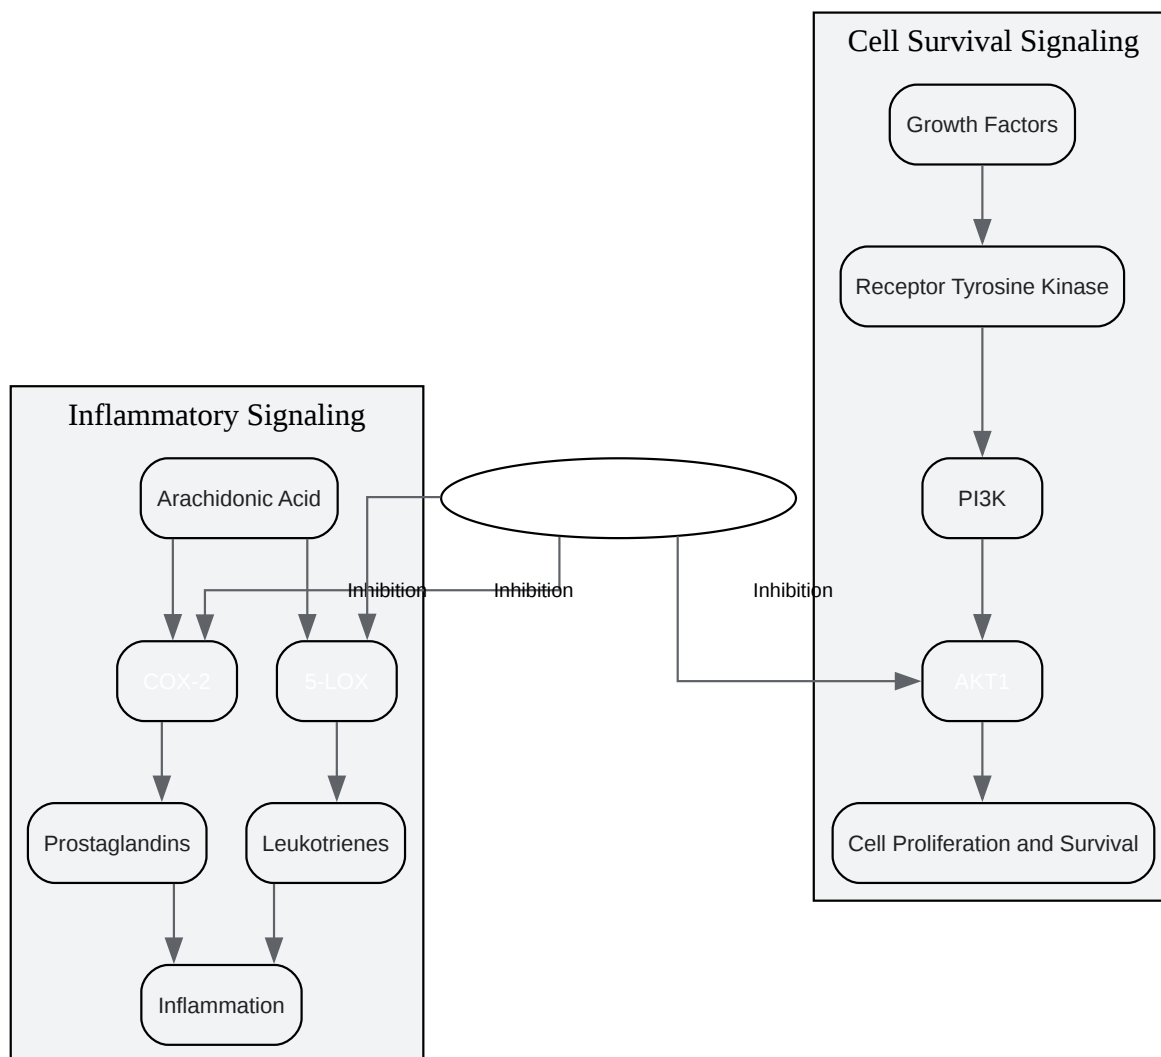 Cell Survival Signaling
Growth Factors
Receptor Tyrosine Kinase
Inflammatory Signaling
Arachidonic Acid
PI3K
Inhibition
Inhibition
Inhibition
COX-2
5-LOX
AKT1
Prostaglandins
Leukotrienes
Cell Proliferation and Survival
Inflammation